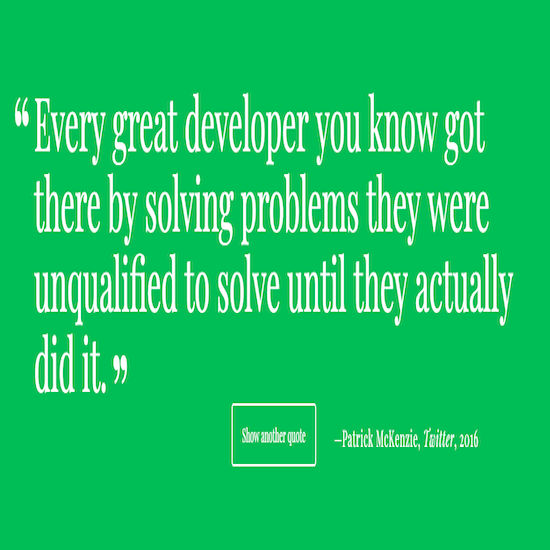 “Every great developer you know got
there by solving problems they were
unqualified to solve until they actually
did it.”
Show another quote
–Patrick McKenzie, Twitter, 2016